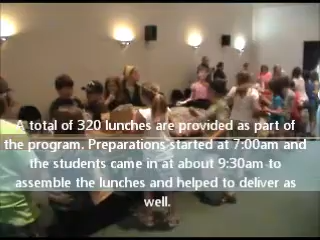 A total of 320 lunches are provided as part of
the program. Preparations started at 7:00am and
the students came in at about 9:30am to
assemble the lunches and helped to deliver as
well.